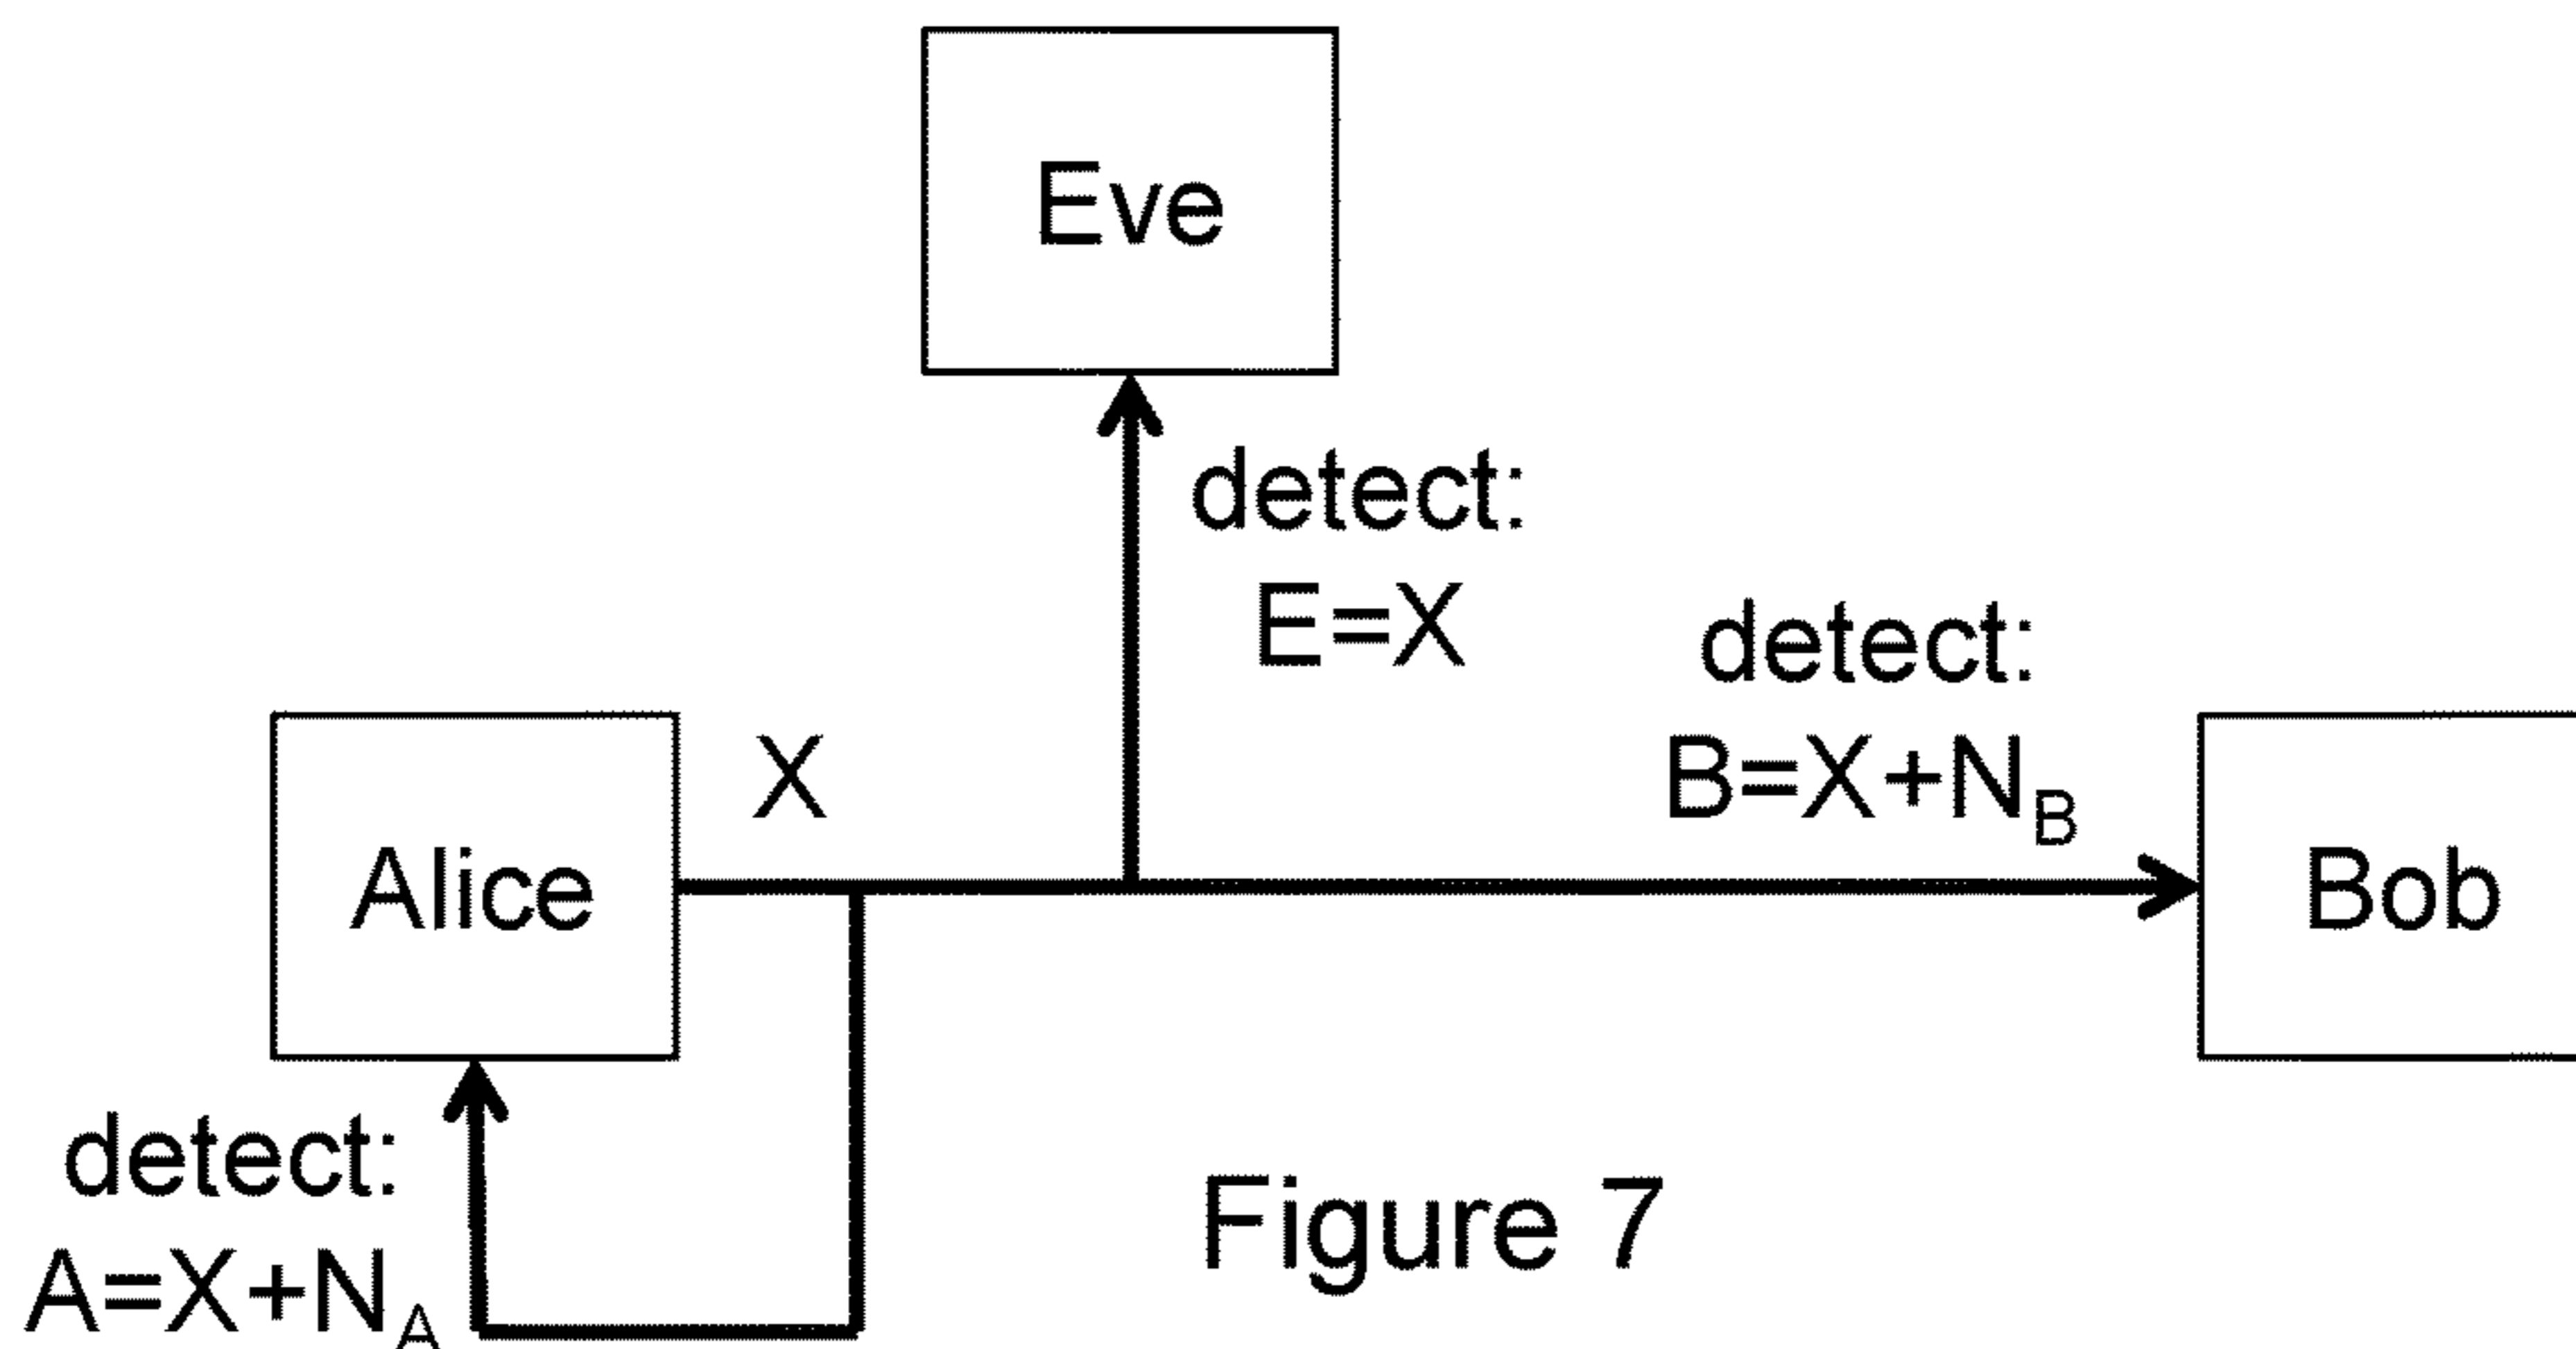 Eve
detect:
E=X
detect:
B=X+N_B
X
Alice
Bob
detect:
A=X+N_A
Figure 7